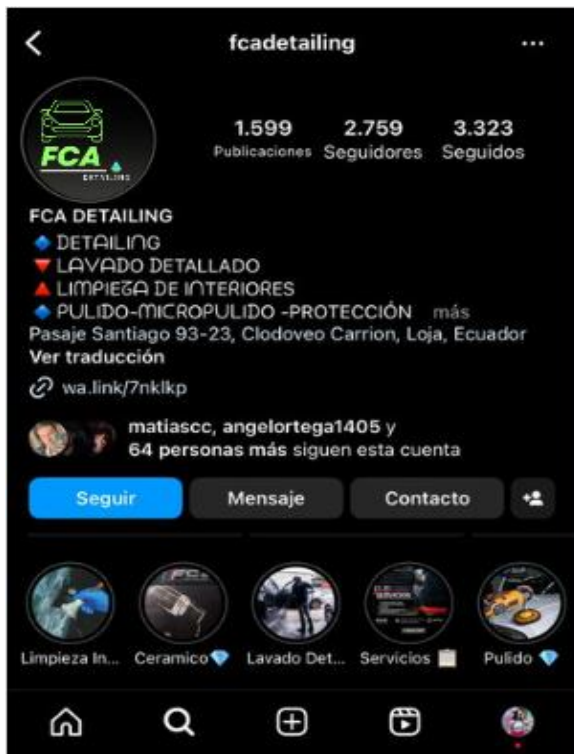 fcadetailing
FCA
DETAILING
1.599 2.759 3.323
Publicaciones Seguidores Seguidos
FCA DETAILING
🔷 DETAILING
🔻 LAVADO DETALLADO
🔺 LIMPIEZA DE INTERIORES
🔷 PULIDO-MICROPULIDO -PROTECCIÓN más
Pasaje Santiago 93-23, Clodoveo Carrion, Loja, Ecuador
Ver traducción
wa.link/7nklkp
matiascc, angelortega1405 y
64 personas más siguen esta cuenta
Seguir Mensaje Contacto
Limpieza In... Ceramico💎 Lavado Det... Servicios 📋 Pulido 💎